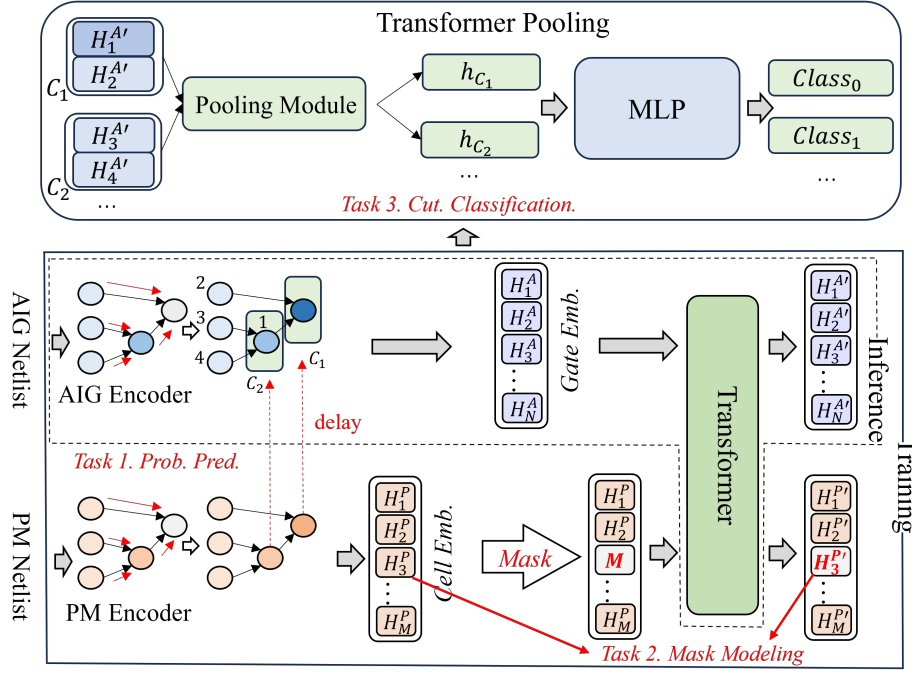 Transformer Pooling
H_1^{A'}
H_2^{A'}
C_1
H_3^{A'}
H_4^{A'}
C_2
...
Pooling Module
h_{C_1}
h_{C_2}
...
MLP
Class_0
Class_1
...
Task 3. Cut. Classification.
AIG Netlist
AIG Encoder
2
3
4
1
C_1
C_2
delay
H_1^A
H_2^A
H_3^A
H_N^A
Gate Emb.
Transformer
H_1^{A'}
H_2^{A'}
H_3^{A'}
H_N^{A'}
Inference
Training
Task 1. Prob. Pred.
PM Netlist
PM Encoder
H_1^P
H_2^P
H_3^P
H_M^P
Cell Emb.
Mask
H_1^P
H_2^P
M
H_M^P
H_1^{P'}
H_2^{P'}
H_3^{P'}
H_M^{P'}
Task 2. Mask Modeling